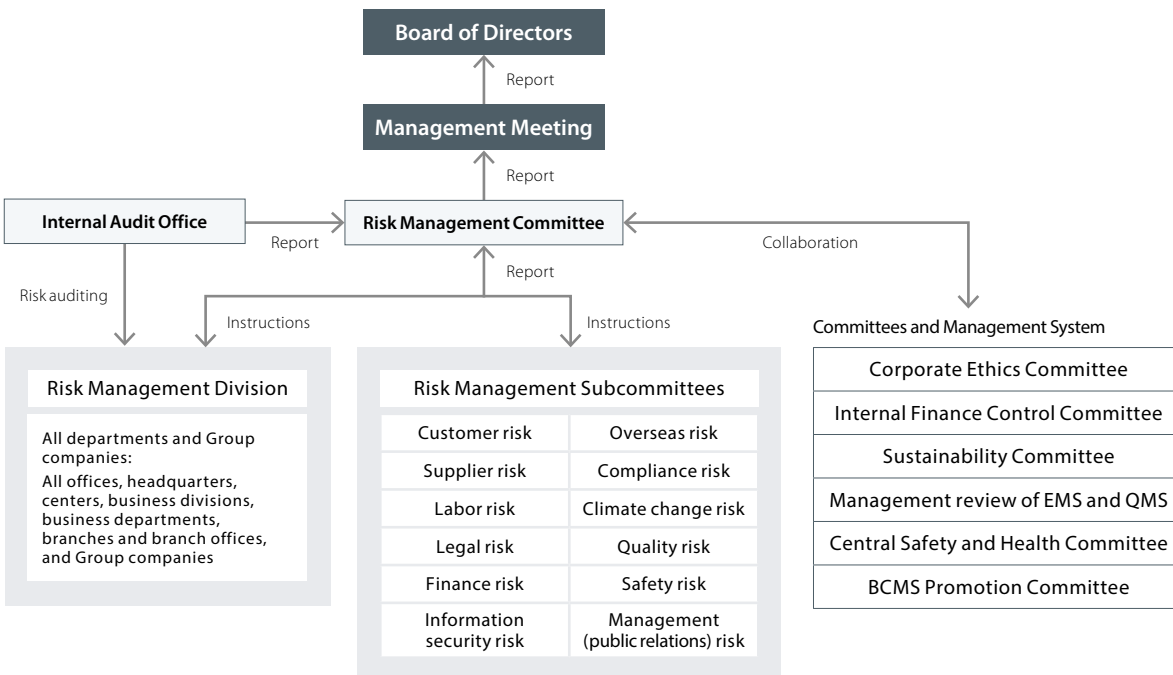 Board of Directors
Report
Management Meeting
Report
Internal Audit Office
Report
Risk Management Committee
Collaboration
Report
Risk auditing
Instructions
Instructions
Risk Management Division
All departments and Group
companies:
All offices, headquarters,
centers, business divisions,
business departments,
branches and branch offices,
and Group companies
Risk Management Subcommittees
Customer risk
Overseas risk
Supplier risk
Compliance risk
Labor risk
Climate change risk
Legal risk
Quality risk
Finance risk
Safety risk
Information
security risk
Management
(public relations) risk
Committees and Management System
Corporate Ethics Committee
Internal Finance Control Committee
Sustainability Committee
Management review of EMS and QMS
Central Safety and Health Committee
BCMS Promotion Committee